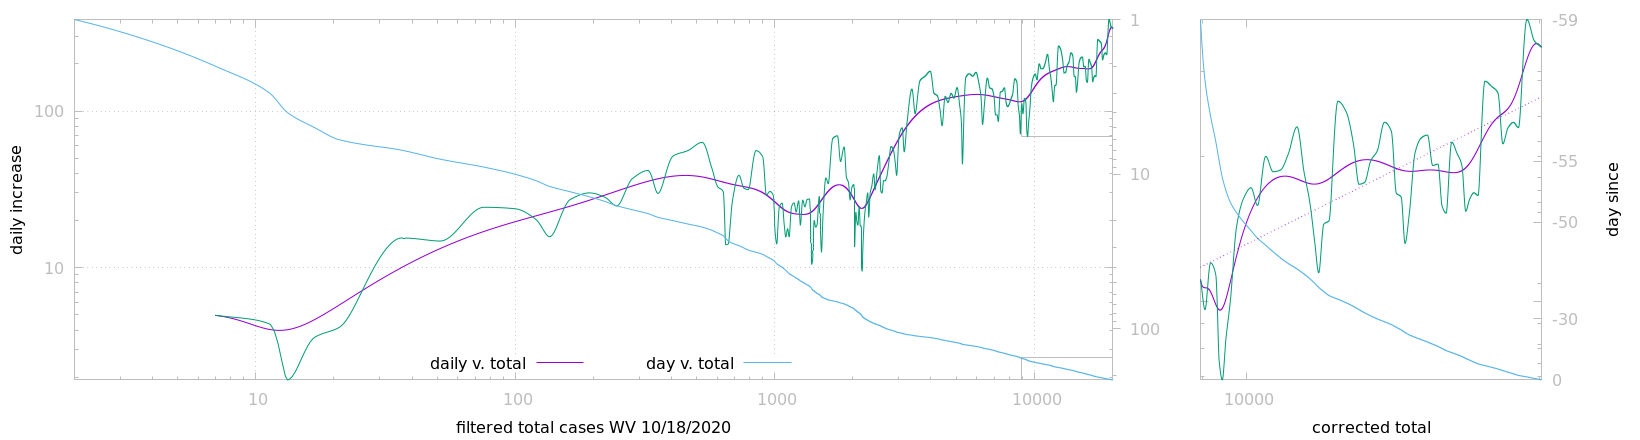 daily increase
100
10
daily v. total
day v. total
10
100
1000
10000
1
10
100
filtered total cases WV 10/18/2020
-59
-55
-50
-30
0
day since
10000
corrected total